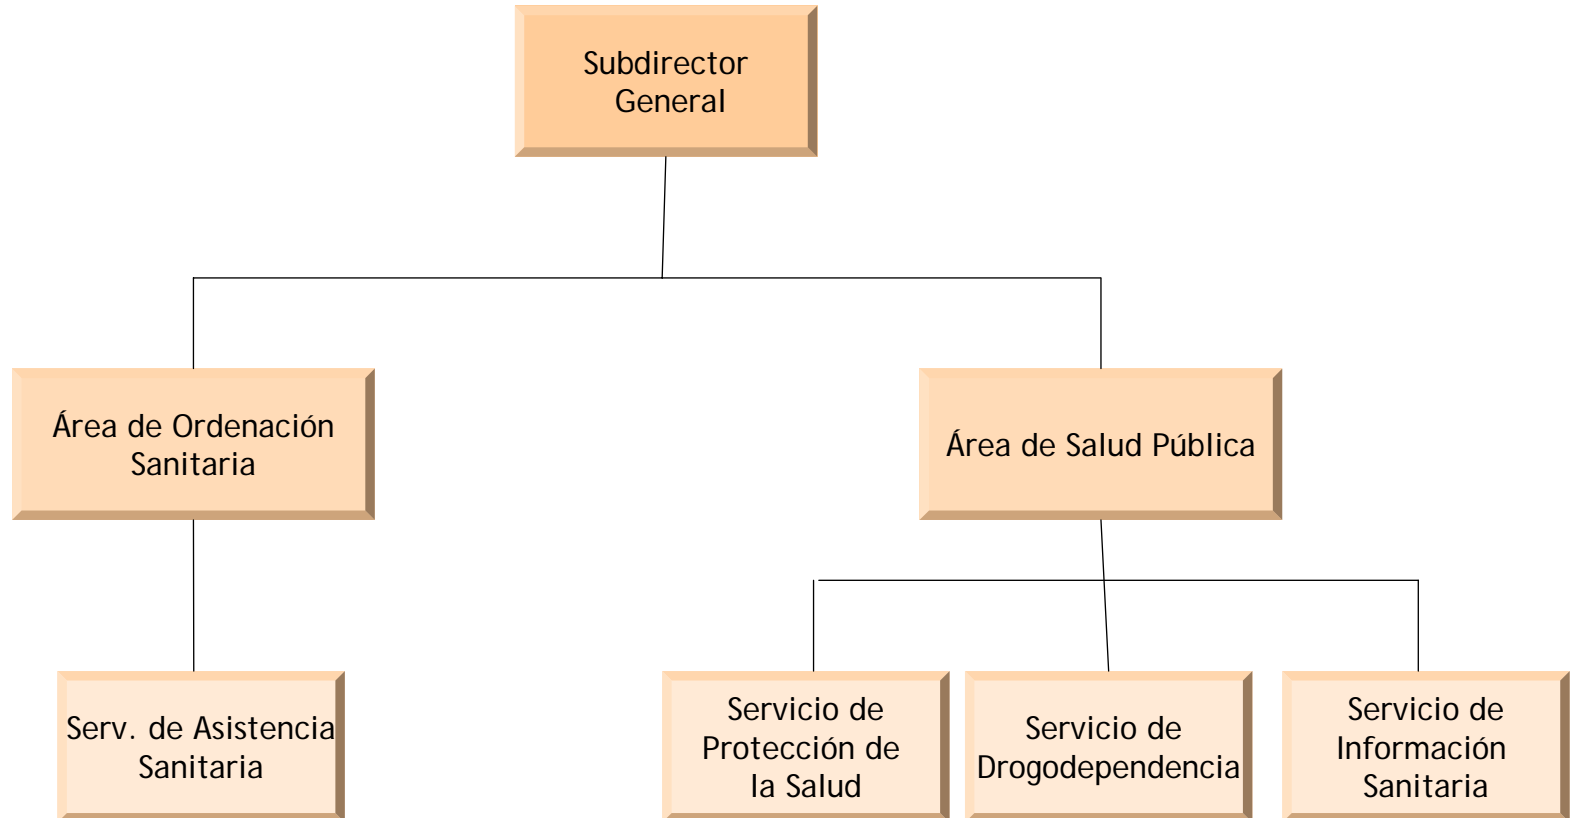 Subdirector
General
Área de Ordenación
Sanitaria
Área de Salud Pública
Serv. de Asistencia
Sanitaria
Servicio de
Protección de
la Salud
Servicio de
Drogodependencia
Servicio de
Información
Sanitaria